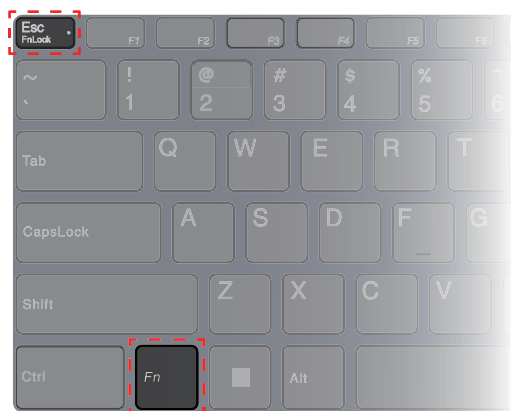 Esc F1 F2 F3 F4 F5 F6
FnLock
~ ! @ # $ % ^
` 1 2 3 4 5 6
Tab Q W E R T
CapsLock A S D F G
Shift Z X C V
Ctrl Fn Alt